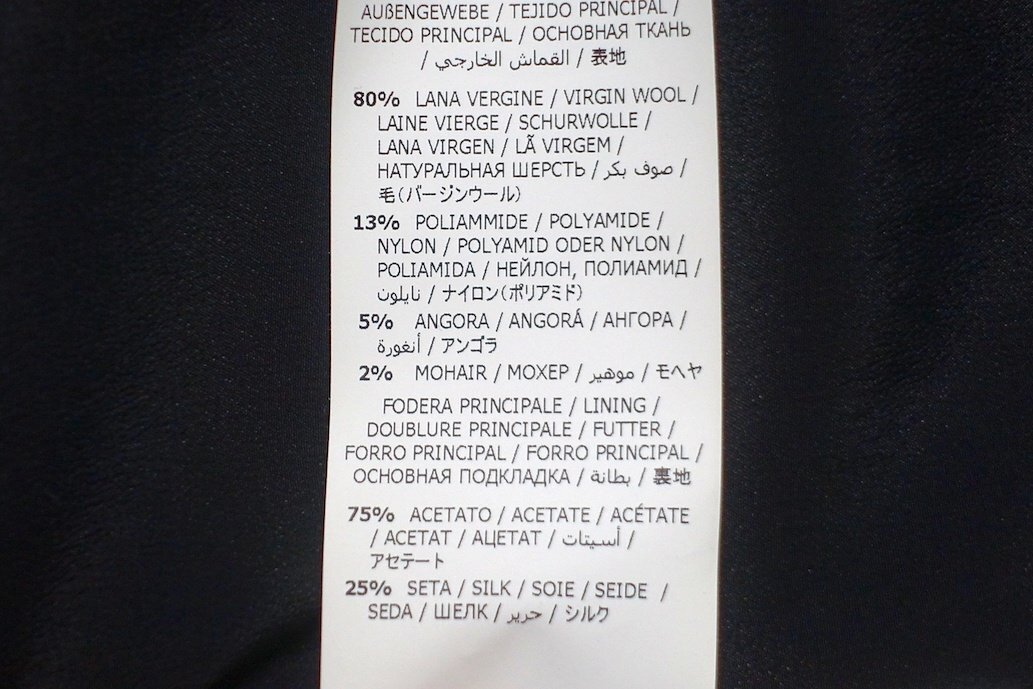 AUßENGEWEBE / TEJIDO PRINCIPAL /
TECIDO PRINCIPAL / ОСНОВНАЯ ТКАНЬ
/ القماش الخارجي / 表地
80% LANA VERGINE / VIRGIN WOOL /
LAINE VIERGE / SCHURWOLLE /
LANA VIRGEN / LÃ VIRGEM /
НАТУРАЛЬНАЯ ШЕРСТЬ / صوف بكر /
毛(バージンウール)
13% POLIAMMIDE / POLYAMIDE /
NYLON / POLYAMID ODER NYLON /
POLIAMIDA / НЕЙЛОН, ПОЛИАМИД /
نايلون / ナイロン(ポリアミド)
5% ANGORA / ANGORÁ / АНГОРА /
أنغورة / アンゴラ
2% MOHAIR / МОХЕР / موهير / モヘヤ
FODERA PRINCIPALE / LINING /
DOUBLURE PRINCIPALE / FUTTER /
FORRO PRINCIPAL / FORRO PRINCIPAL /
ОСНОВНАЯ ПОДКЛАДКА / بطانة / 裏地
75% ACETATO / ACETATE / ACÉTATE
/ ACETAT / АЦЕТАТ / أسيتات /
アセテート
25% SETA / SILK / SOIE / SEIDE /
SEDA / ШЕЛК / حرير / シルク